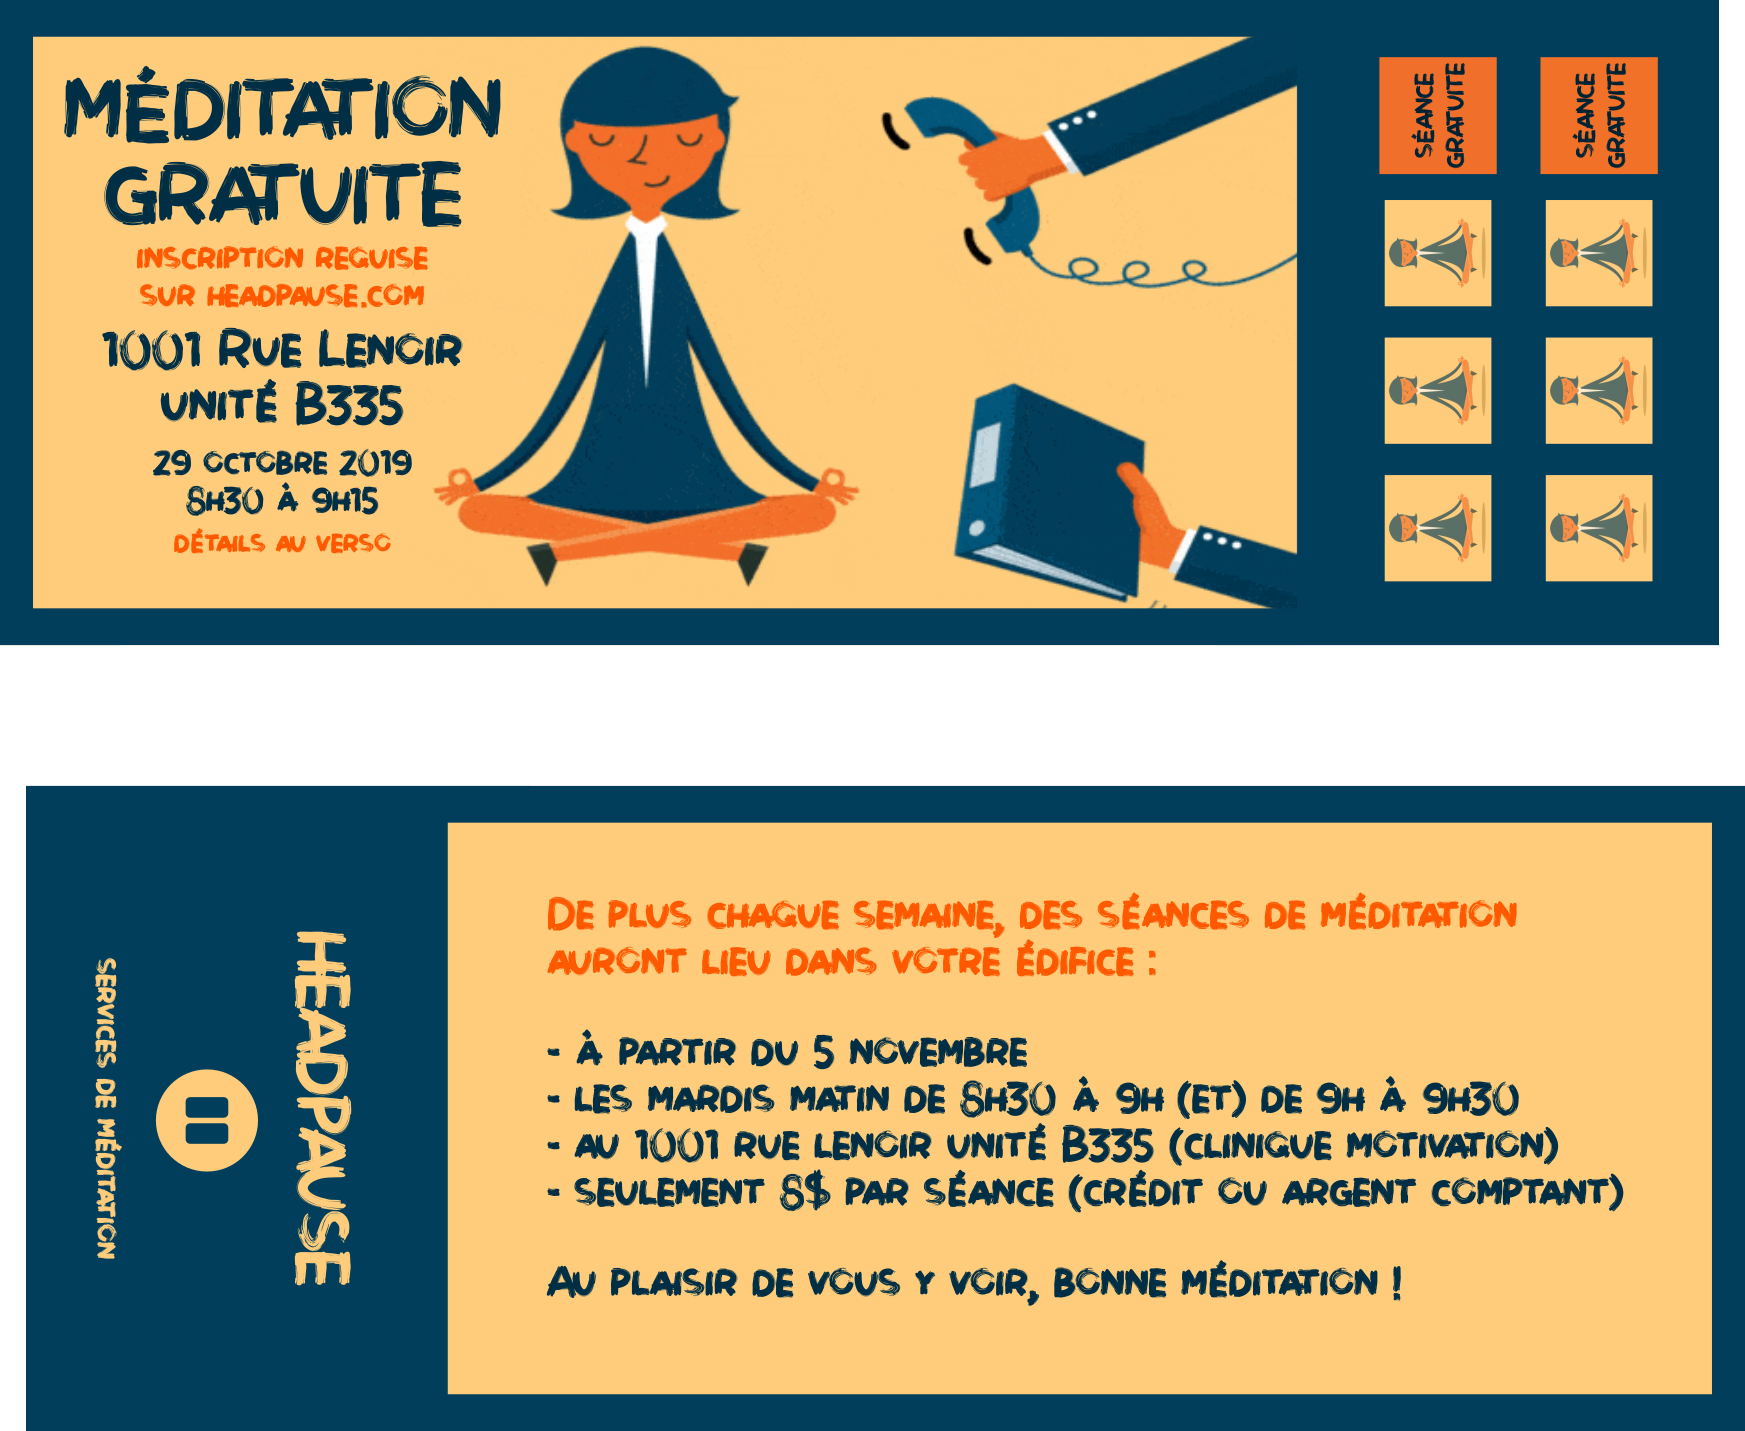 MÉDITATION
GRATUITE
INSCRIPTION REQUISE
SUR HEADPAUSE.COM
1001 RUE LENOIR
UNITÉ B335
29 OCTOBRE 2019
8H30 À 9H15
DÉTAILS AU VERSO
SÉANCE
GRATUITE
SÉANCE
GRATUITE
HEADPAUSE
SERVICES DE MÉDITATION
DE PLUS CHAQUE SEMAINE, DES SÉANCES DE MÉDITATION
AURONT LIEU DANS VOTRE ÉDIFICE :
- À PARTIR DU 5 NOVEMBRE
- LES MARDIS MATIN DE 8H30 À 9H (ET) DE 9H À 9H30
- AU 1001 RUE LENOIR UNITÉ B335 (CLINIQUE MOTIVATION)
- SEULEMENT 8$ PAR SÉANCE (CRÉDIT OU ARGENT COMPTANT)
AU PLAISIR DE VOUS Y VOIR, BONNE MÉDITATION !